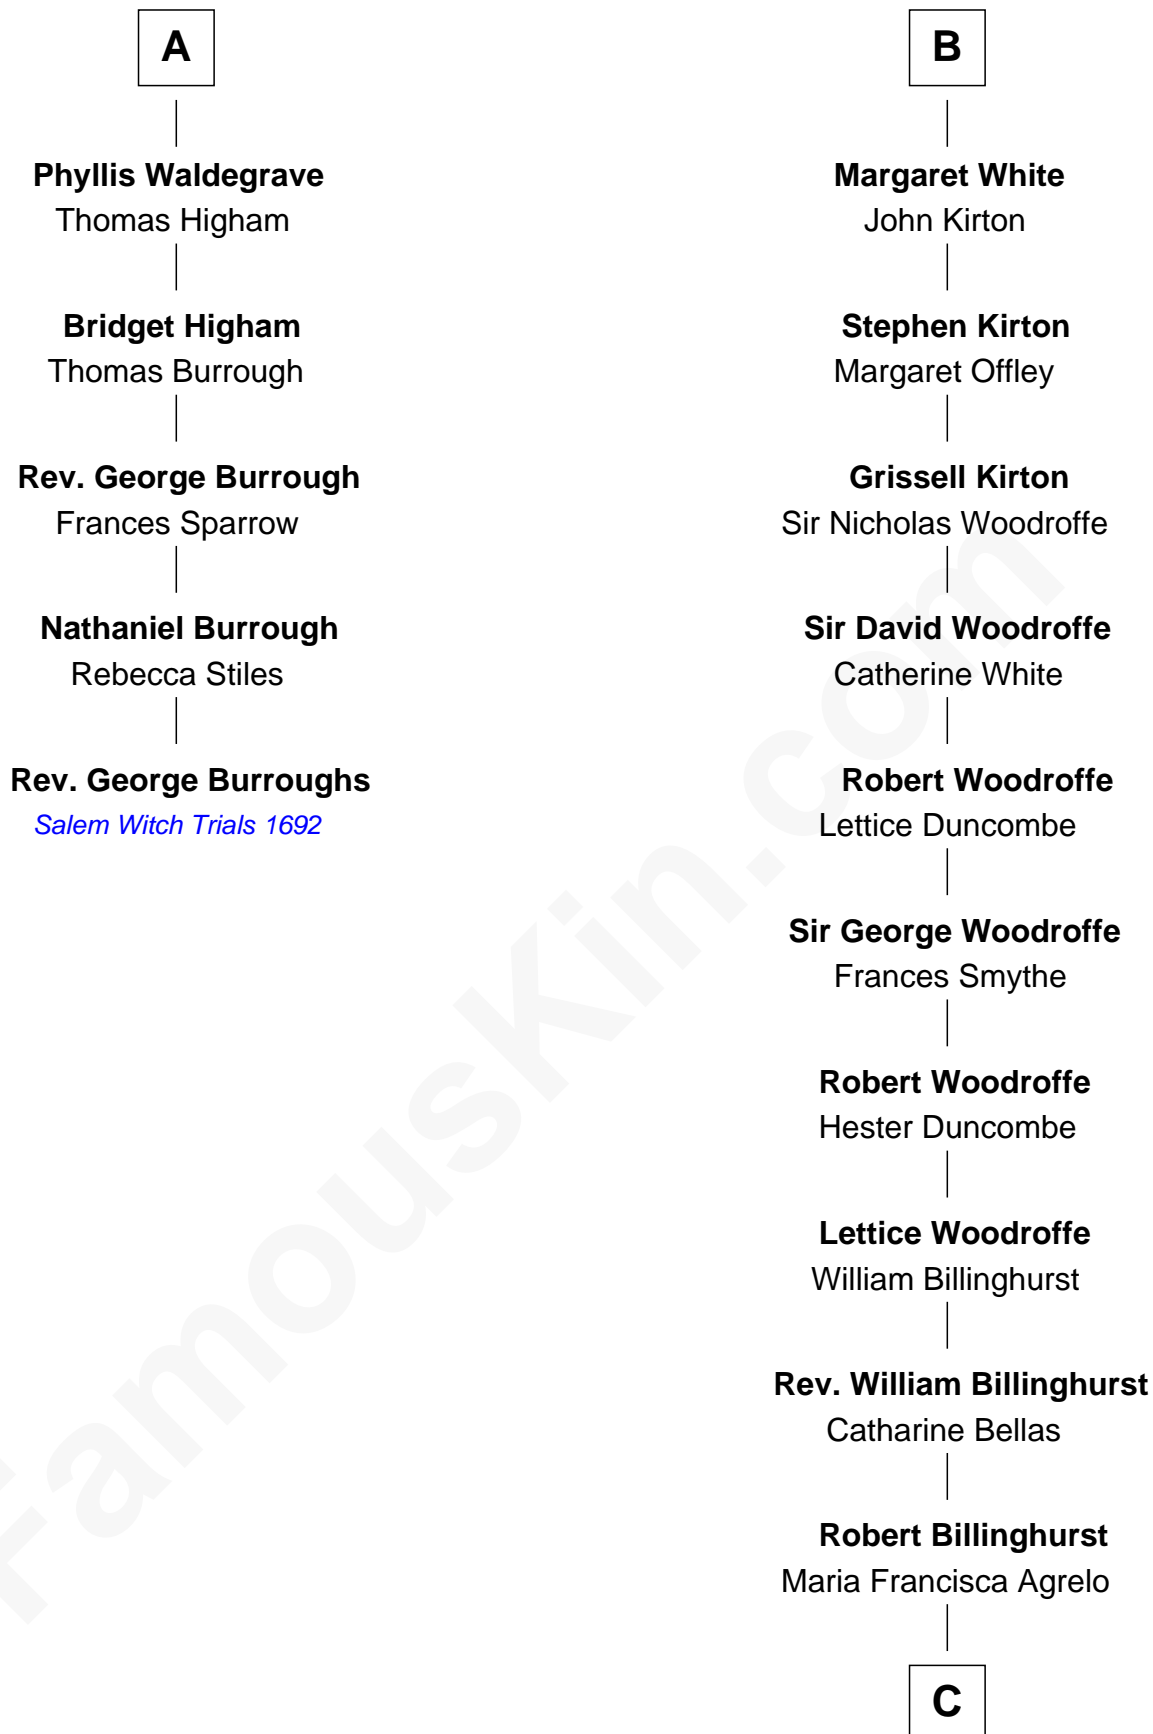 A
Phyllis Waldegrave
Thomas Higham
Bridget Higham
Thomas Burrough
Rev. George Burrough
Frances Sparrow
Nathaniel Burrough
Rebecca Stiles
Rev. George Burroughs
Salem Witch Trials 1692
B
Margaret White
John Kirton
Stephen Kirton
Margaret Offley
Grissell Kirton
Sir Nicholas Woodroffe
Sir David Woodroffe
Catherine White
Robert Woodroffe
Lettice Duncombe
Sir George Woodroffe
Frances Smythe
Robert Woodroffe
Hester Duncombe
Lettice Woodroffe
William Billinghurst
Rev. William Billinghurst
Catharine Bellas
Robert Billinghurst
Maria Francisca Agrelo
C
FamousKin.com